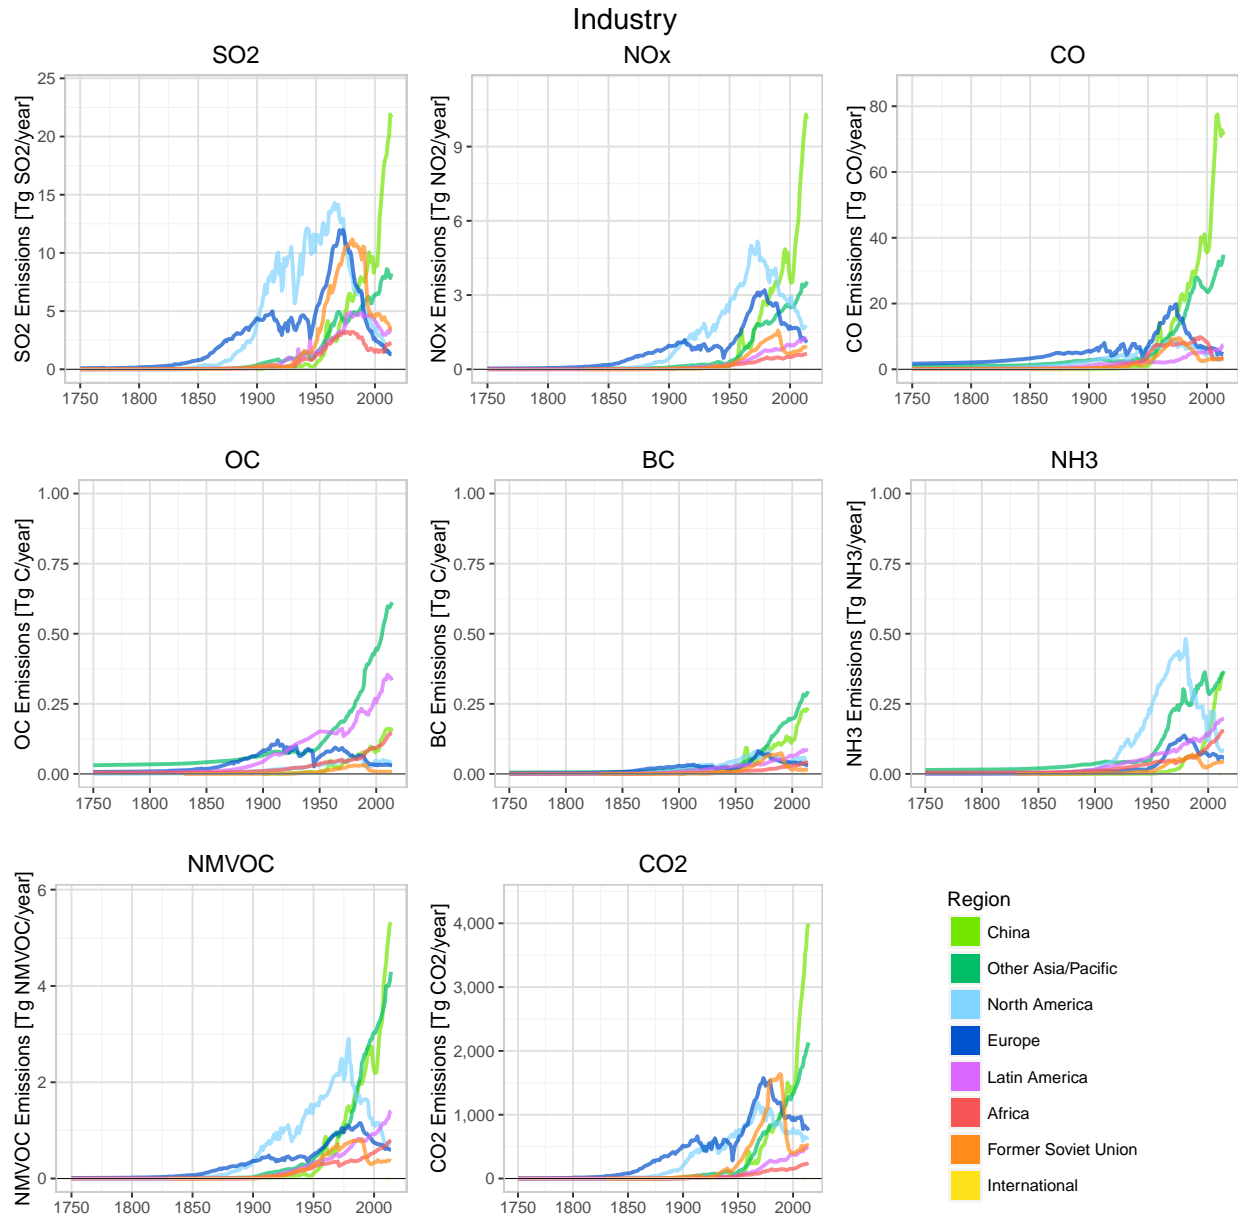 Industry
SO2
SO2 Emissions [Tg SO2/year]
25
20
15
10
5
0
1750 1800 1850 1900 1950 2000
NOx
NOx Emissions [Tg NO2/year]
9
6
3
0
1750 1800 1850 1900 1950 2000
CO
CO Emissions [Tg CO/year]
80
60
40
20
0
1750 1800 1850 1900 1950 2000
OC
OC Emissions [Tg C/year]
1.00
0.75
0.50
0.25
0.00
1750 1800 1850 1900 1950 2000
BC
BC Emissions [Tg C/year]
1.00
0.75
0.50
0.25
0.00
1750 1800 1850 1900 1950 2000
NH3
NH3 Emissions [Tg NH3/year]
1.00
0.75
0.50
0.25
0.00
1750 1800 1850 1900 1950 2000
NMVOC
NMVOC Emissions [Tg NMVOC/year]
6
4
2
0
1750 1800 1850 1900 1950 2000
CO2
CO2 Emissions [Tg CO2/year]
4,000
3,000
2,000
1,000
0
1750 1800 1850 1900 1950 2000
Region
China
Other Asia/Pacific
North America
Europe
Latin America
Africa
Former Soviet Union
International